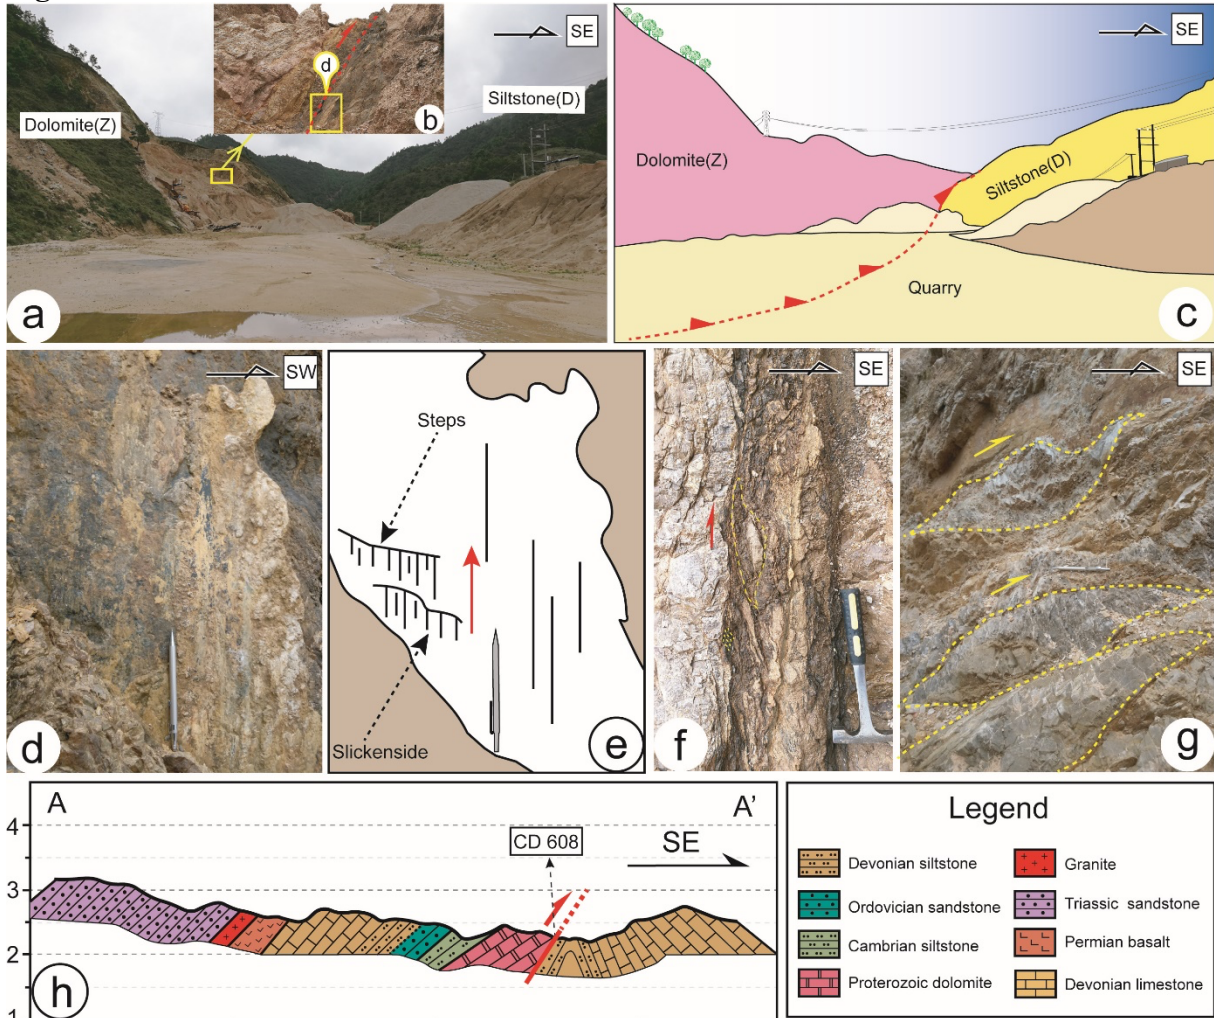 SE
d
b
Dolomite(Z)
Siltstone(D)
a
SE
Dolomite(Z)
Siltstone(D)
Quarry
c
SW
d
Steps
Slickenside
e
SE
f
SE
g
A
A'
4
3
2
1
CD 608
SE
h
Legend
Devonian siltstone
Granite
Ordovician sandstone
Triassic sandstone
Cambrian siltstone
Permian basalt
Proterozoic dolomite
Devonian limestone